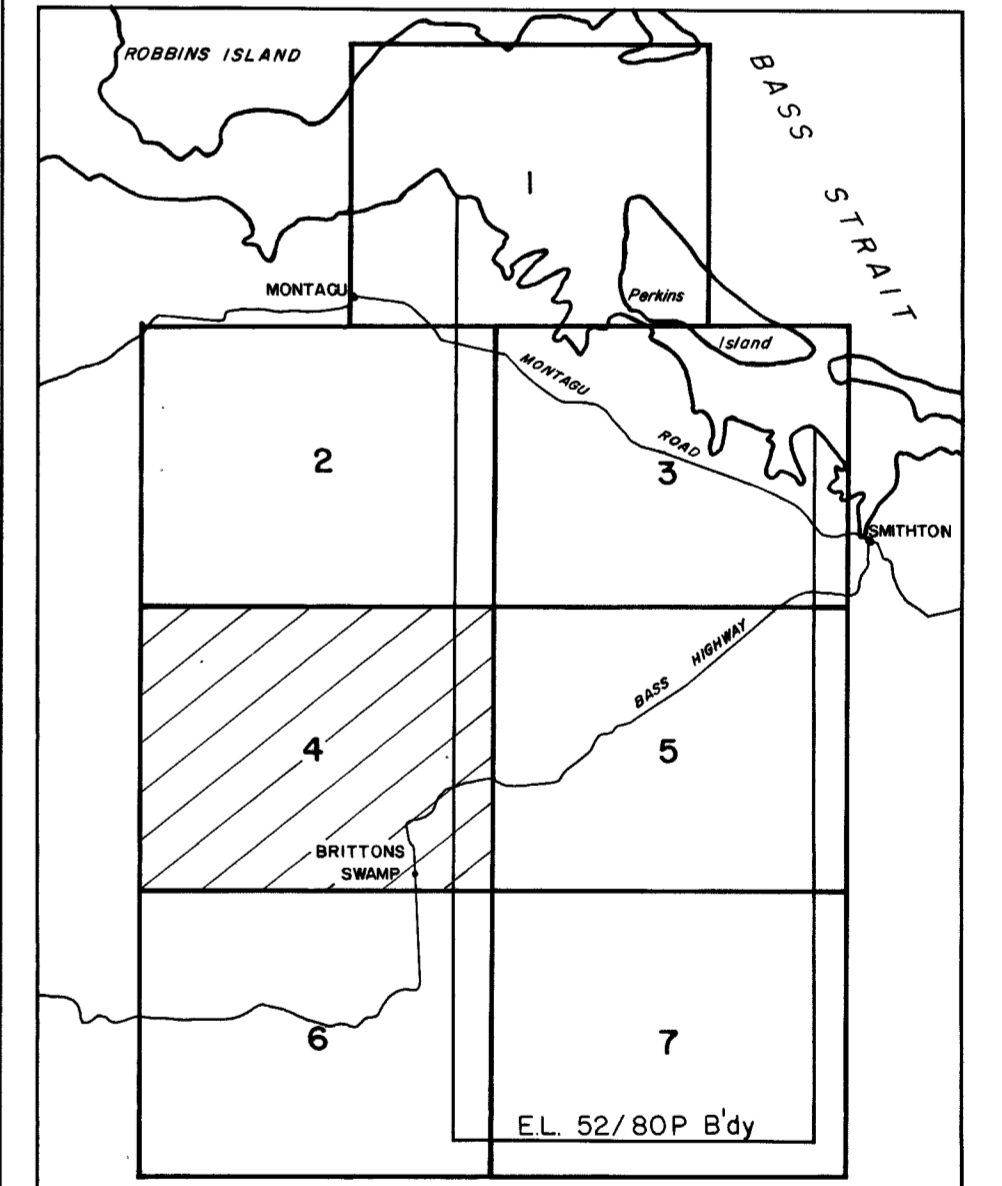 ROBBINS ISLAND
BASS STRAIT
1
MONTAGU
Perkins
Island
MONTAGU ROAD
2
3
SMITHTON
BASS HIGHWAY
4
5
BRITTONS
SWAMP
6
7
E.L. 52/80P B'dy